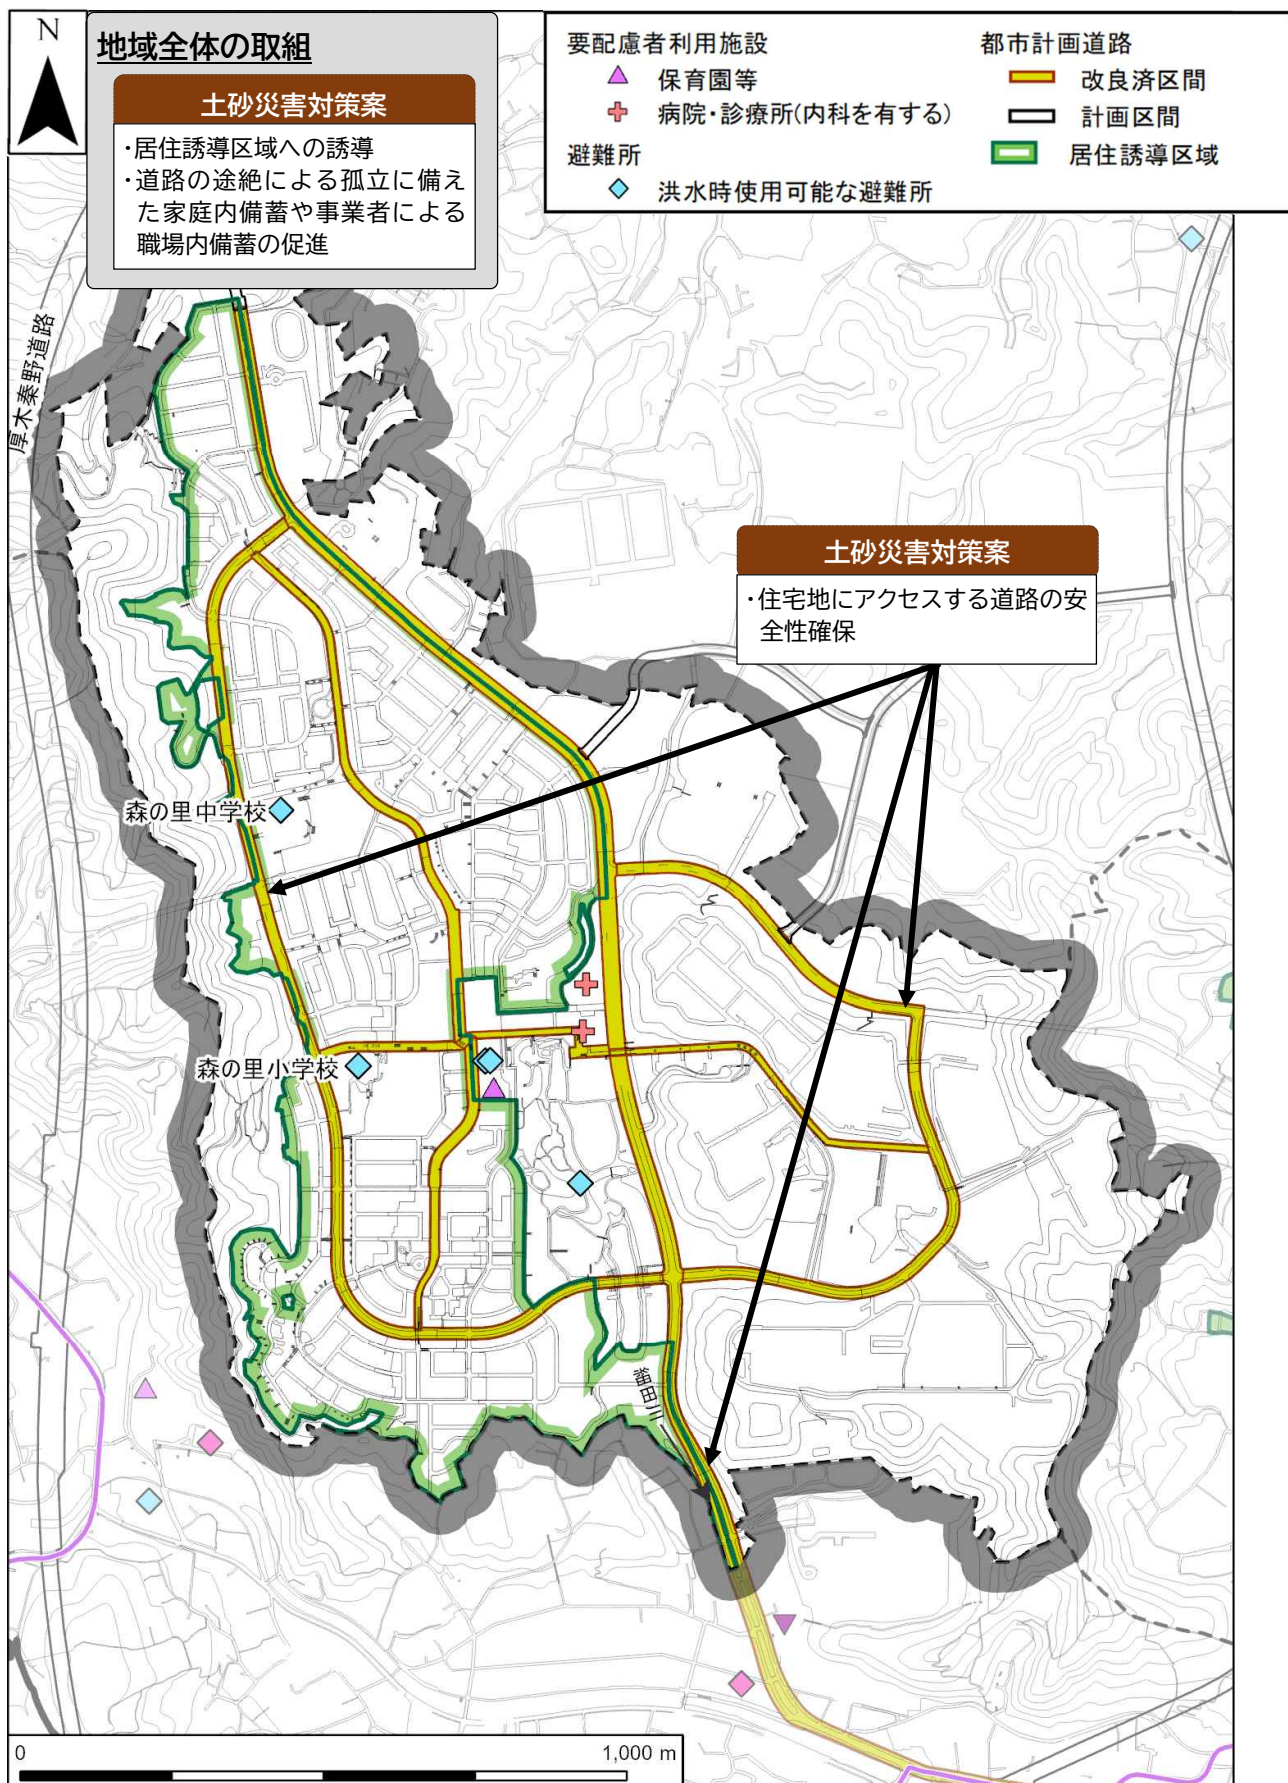 N
地域全体の取組
土砂災害対策案
・居住誘導区域への誘導
・道路の途絶による孤立に備え
た家庭内備蓄や事業者による
職場内備蓄の促進
要配慮者利用施設
保育園等
病院・診療所(内科を有する)
避難所
洪水時使用可能な避難所
都市計画道路
改良済区間
計画区間
居住誘導区域
厚木秦野道路
土砂災害対策案
・住宅地にアクセスする道路の安
全性確保
森の里中学校
森の里小学校
0
1,000 m